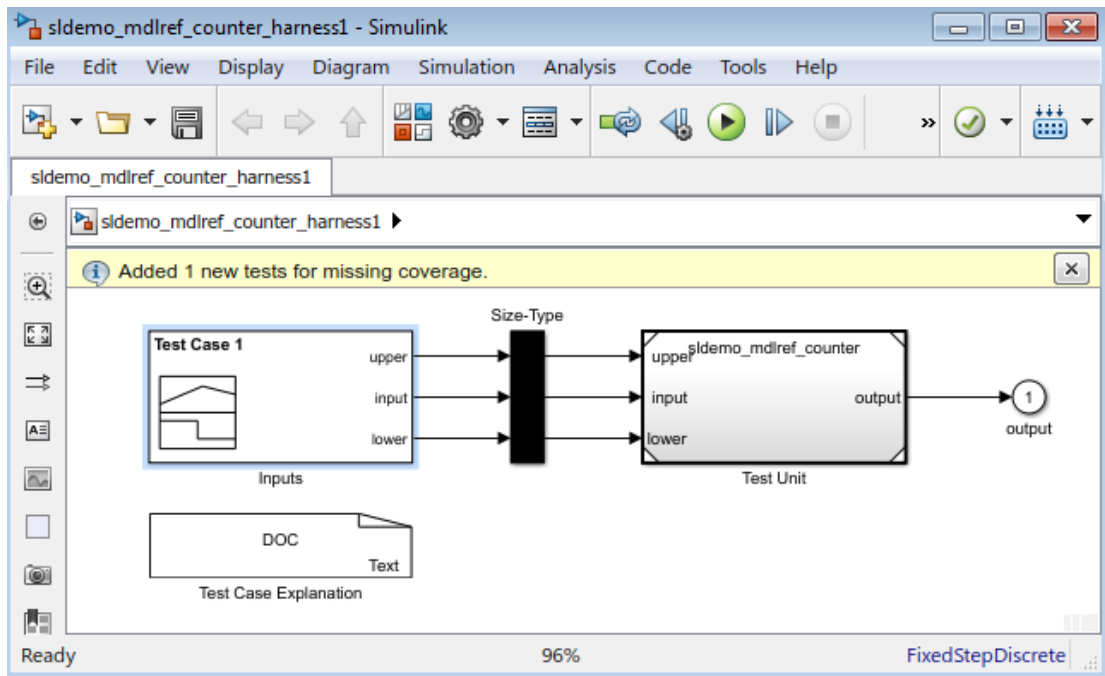 sldemo_mdlref_counter_harness1 - Simulink
File Edit View Display Diagram Simulation Analysis Code Tools Help
»
sldemo_mdlref_counter_harness1
sldemo_mdlref_counter_harness1
Added 1 new tests for missing coverage.
Size-Type
Test Case 1
sldemo_mdlref_counter
upper
upper
input
input
output
1
lower
lower
output
Inputs
Test Unit
DOC
Text
Test Case Explanation
A
Ready 96% FixedStepDiscrete